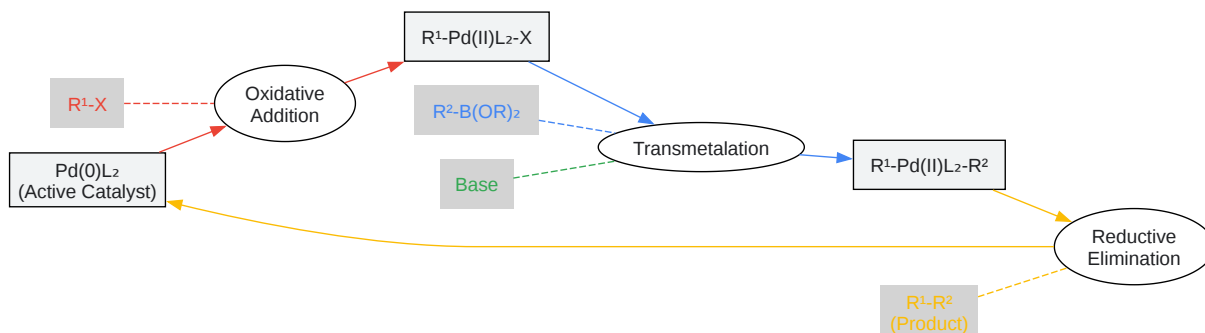 R¹-Pd(II)L₂-X
R¹-X
Oxidative
Addition
R²-B(OR)₂
Transmetalation
Pd(0)L₂
(Active Catalyst)
Base
R¹-Pd(II)L₂-R²
Reductive
Elimination
R¹-R²
(Product)